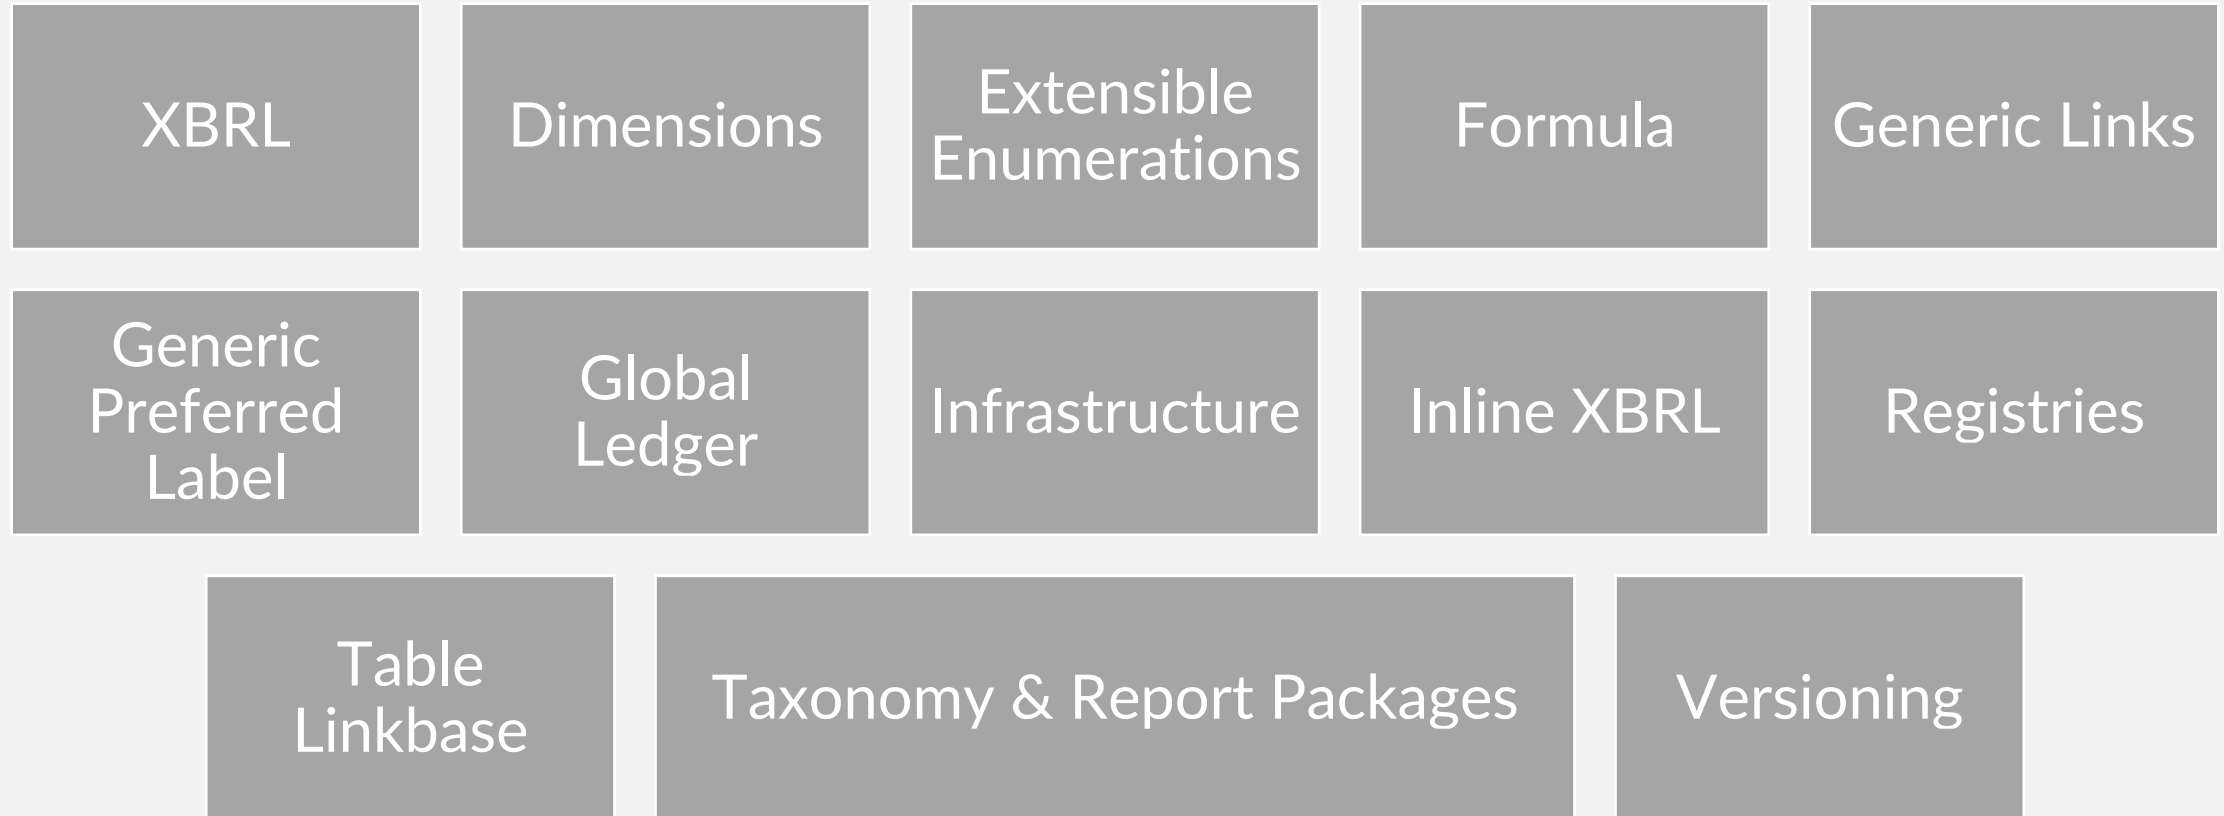 XBRL
Dimensions
Extensible
Enumerations
Formula
Generic Links
Generic
Preferred
Label
Global
Ledger
Infrastructure
Inline XBRL
Registries
Table
Linkbase
Taxonomy & Report Packages
Versioning